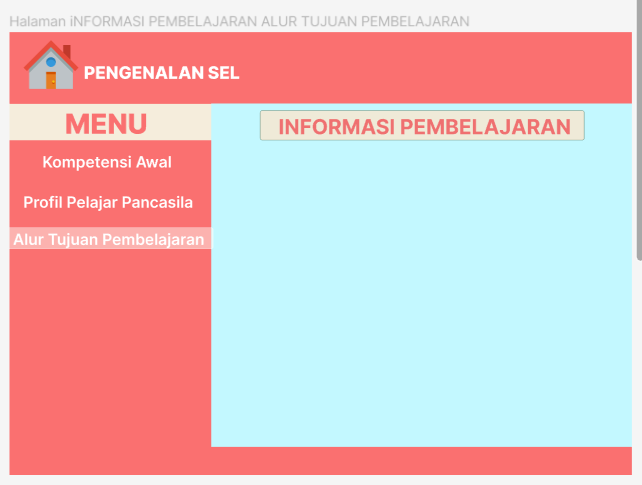 Halaman iNFORMASI PEMBELAJARAN ALUR TUJUAN PEMBELAJARAN
PENGENALAN SEL
MENU
INFORMASI PEMBELAJARAN
Kompetensi Awal
Profil Pelajar Pancasila
Alur Tujuan Pembelajaran